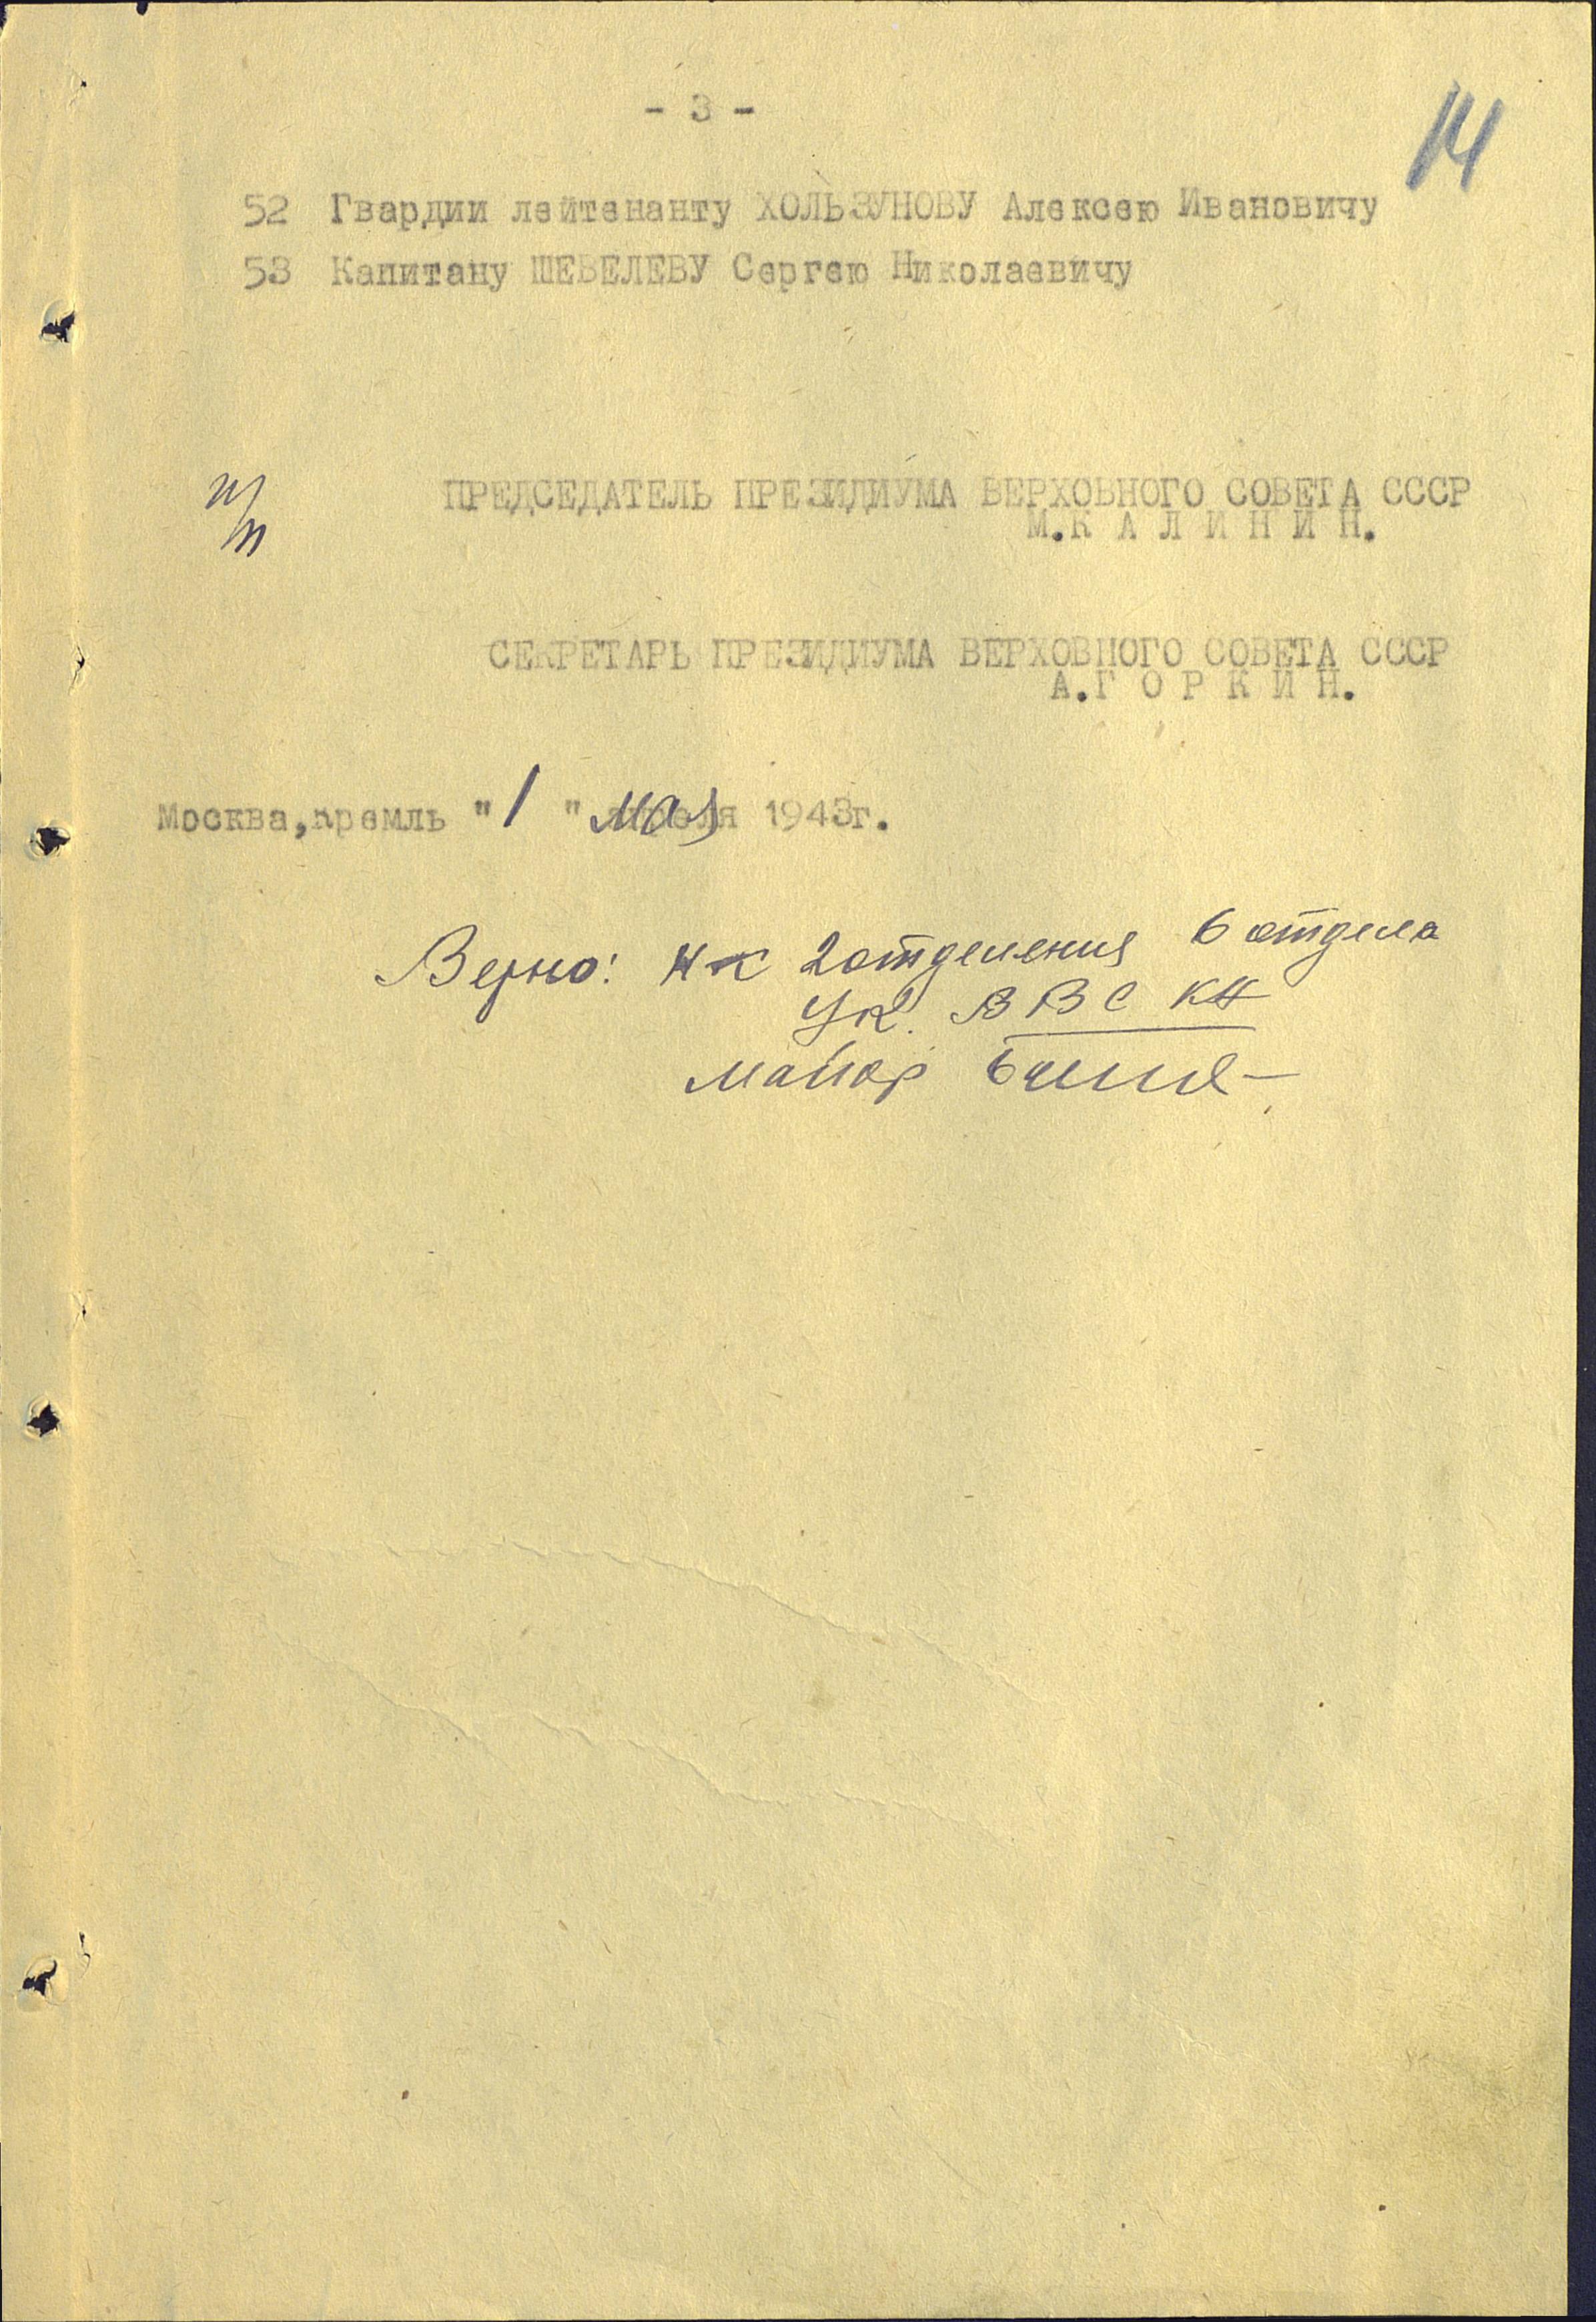 - 3 -
14
52 Гвардии лейтенанту ХОЛЬЗУНОВУ Алексею Ивановичу
53 Капитану ШЕВЕЛЕВУ Сергею Николаевичу
ПРЕДСЕДАТЕЛЬ ПРЕЗИДИУМА ВЕРХОВНОГО СОВЕТА СССР
М.К А Л И Н И Н.
СЕКРЕТАРЬ ПРЕЗИДИУМА ВЕРХОВНОГО СОВЕТА СССР
А.Г О Р К И Н.
Москва, кремль "1" мая 1943г.
Верно: НК 2 отделения 6 отдела
УК. ВВС КА
майор